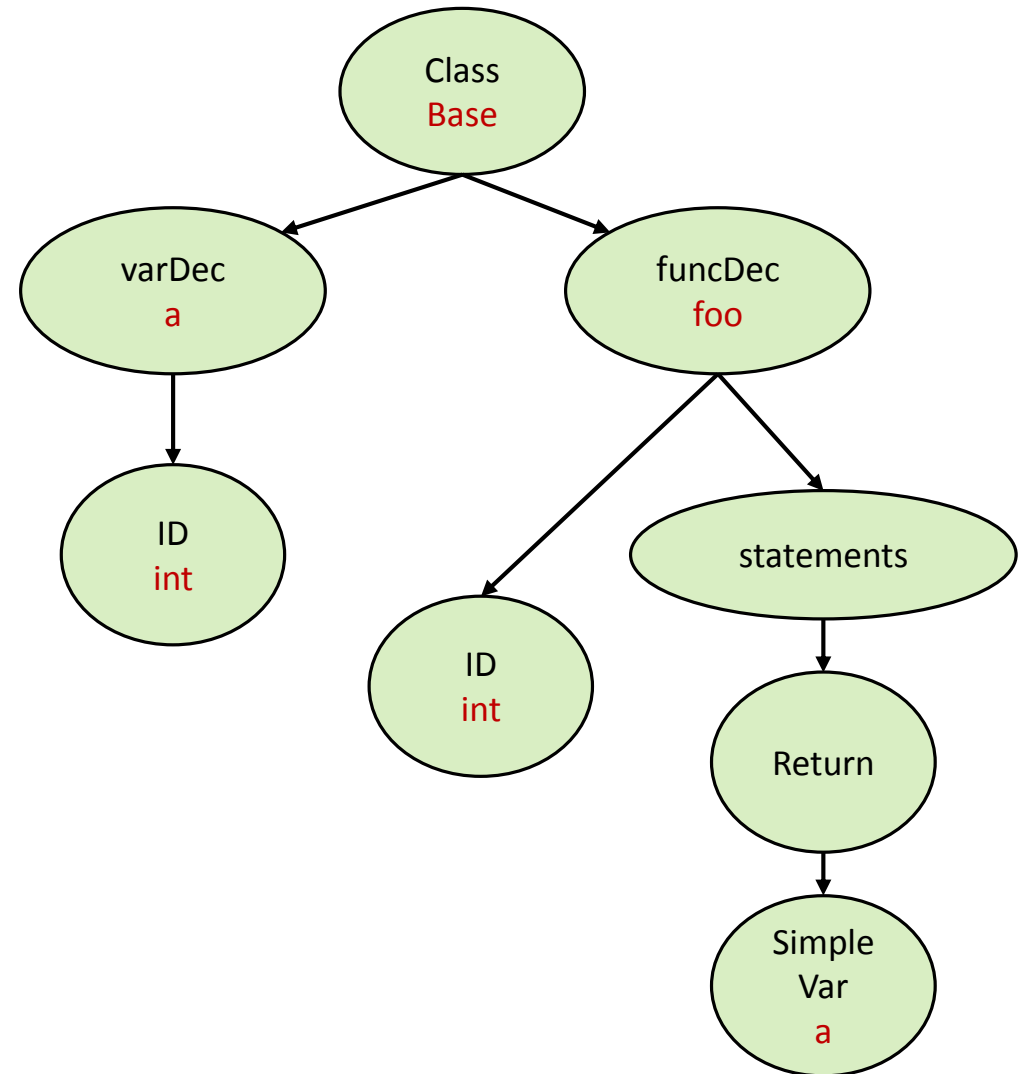 Class
Base
varDec
a
funcDec
foo
ID
int
statements
ID
int
Return
Simple
Var
a